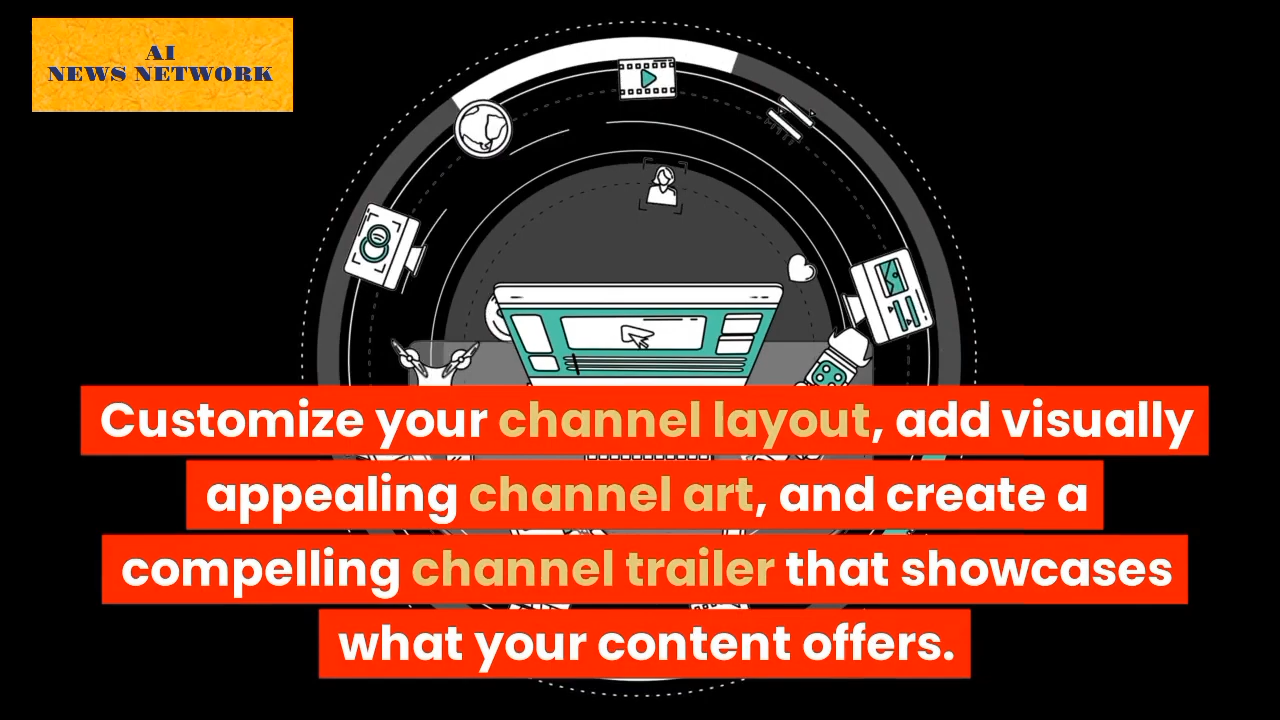 AI
NEWS NETWORK
Customize your channel layout, add visually
appealing channel art, and create a
compelling channel trailer that showcases
what your content offers.